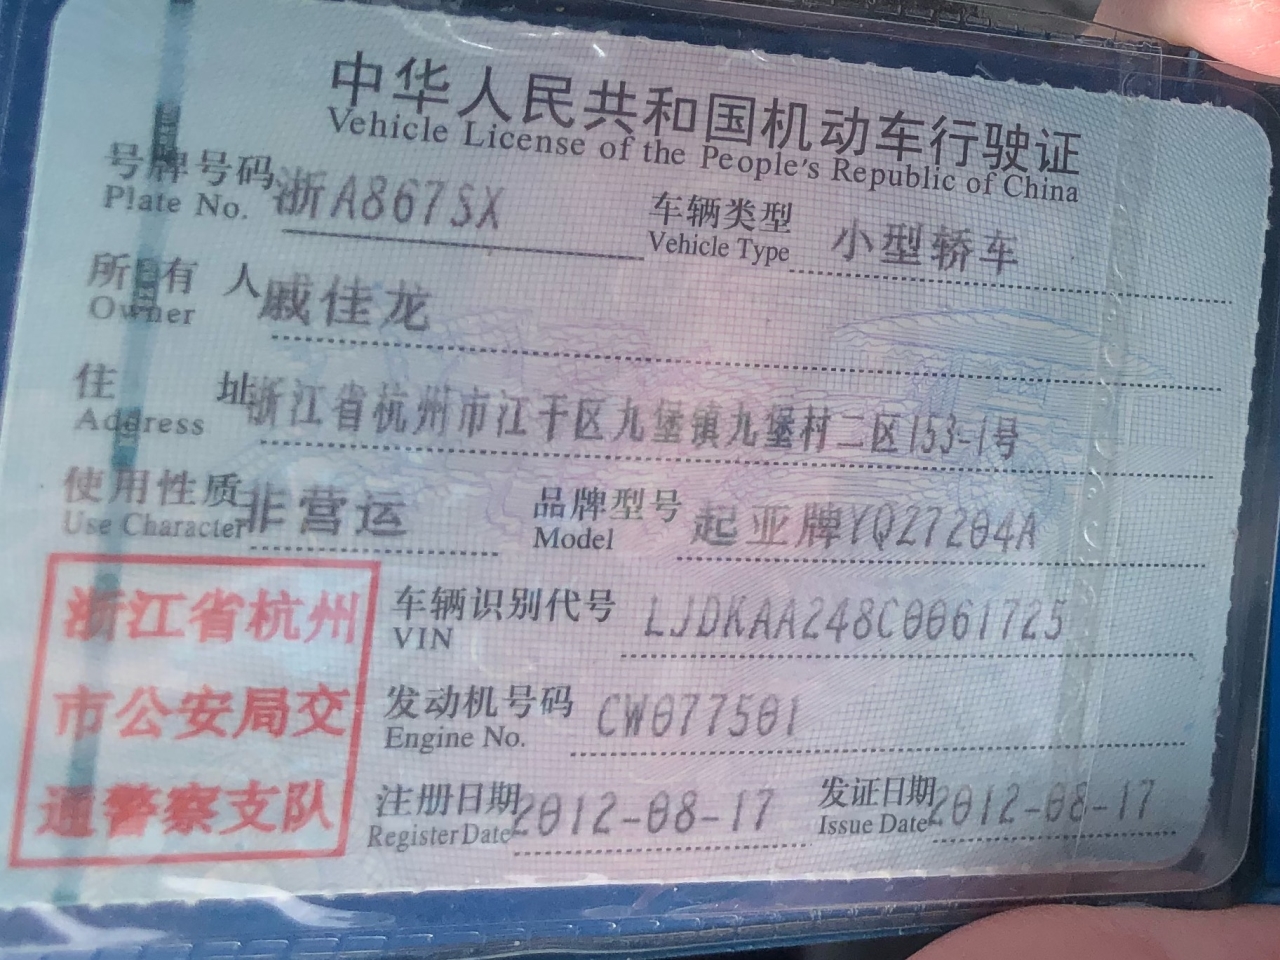 中华人民共和国机动车行驶证
Vehicle License of the People's Republic of China
号牌号码 浙A867SX 车辆类型 小型轿车
Plate No. Vehicle Type
所有人 戚佳龙
Owner
住址 浙江省杭州市江干区九堡镇九堡村二区153-1号
Address
使用性质 非营运 品牌型号 起亚牌YQZ7204A
Use Character Model
浙江省杭州
市公安局交
通警察支队
车辆识别代号 LJDKAA248C0061725
VIN
发动机号码 CW077501
Engine No.
注册日期 2012-08-17 发证日期 2012-08-17
Register Date Issue Date